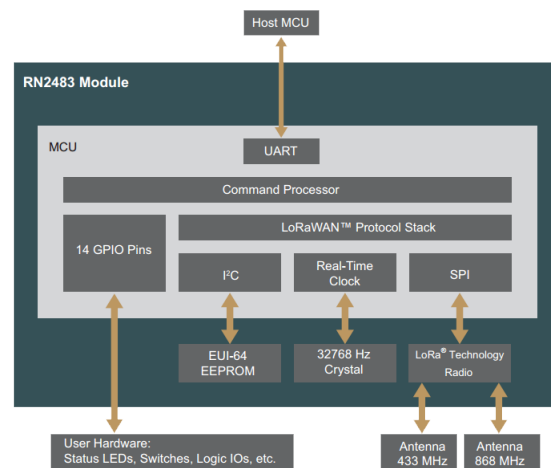 Host MCU
RN2483 Module
MCU
UART
Command Processor
14 GPIO Pins
LoRaWAN™ Protocol Stack
I²C
Real-Time
Clock
SPI
EUI-64
EEPROM
32768 Hz
Crystal
LoRa® Technology
Radio
User Hardware:
Status LEDs, Switches, Logic IOs, etc.
Antenna
433 MHz
Antenna
868 MHz